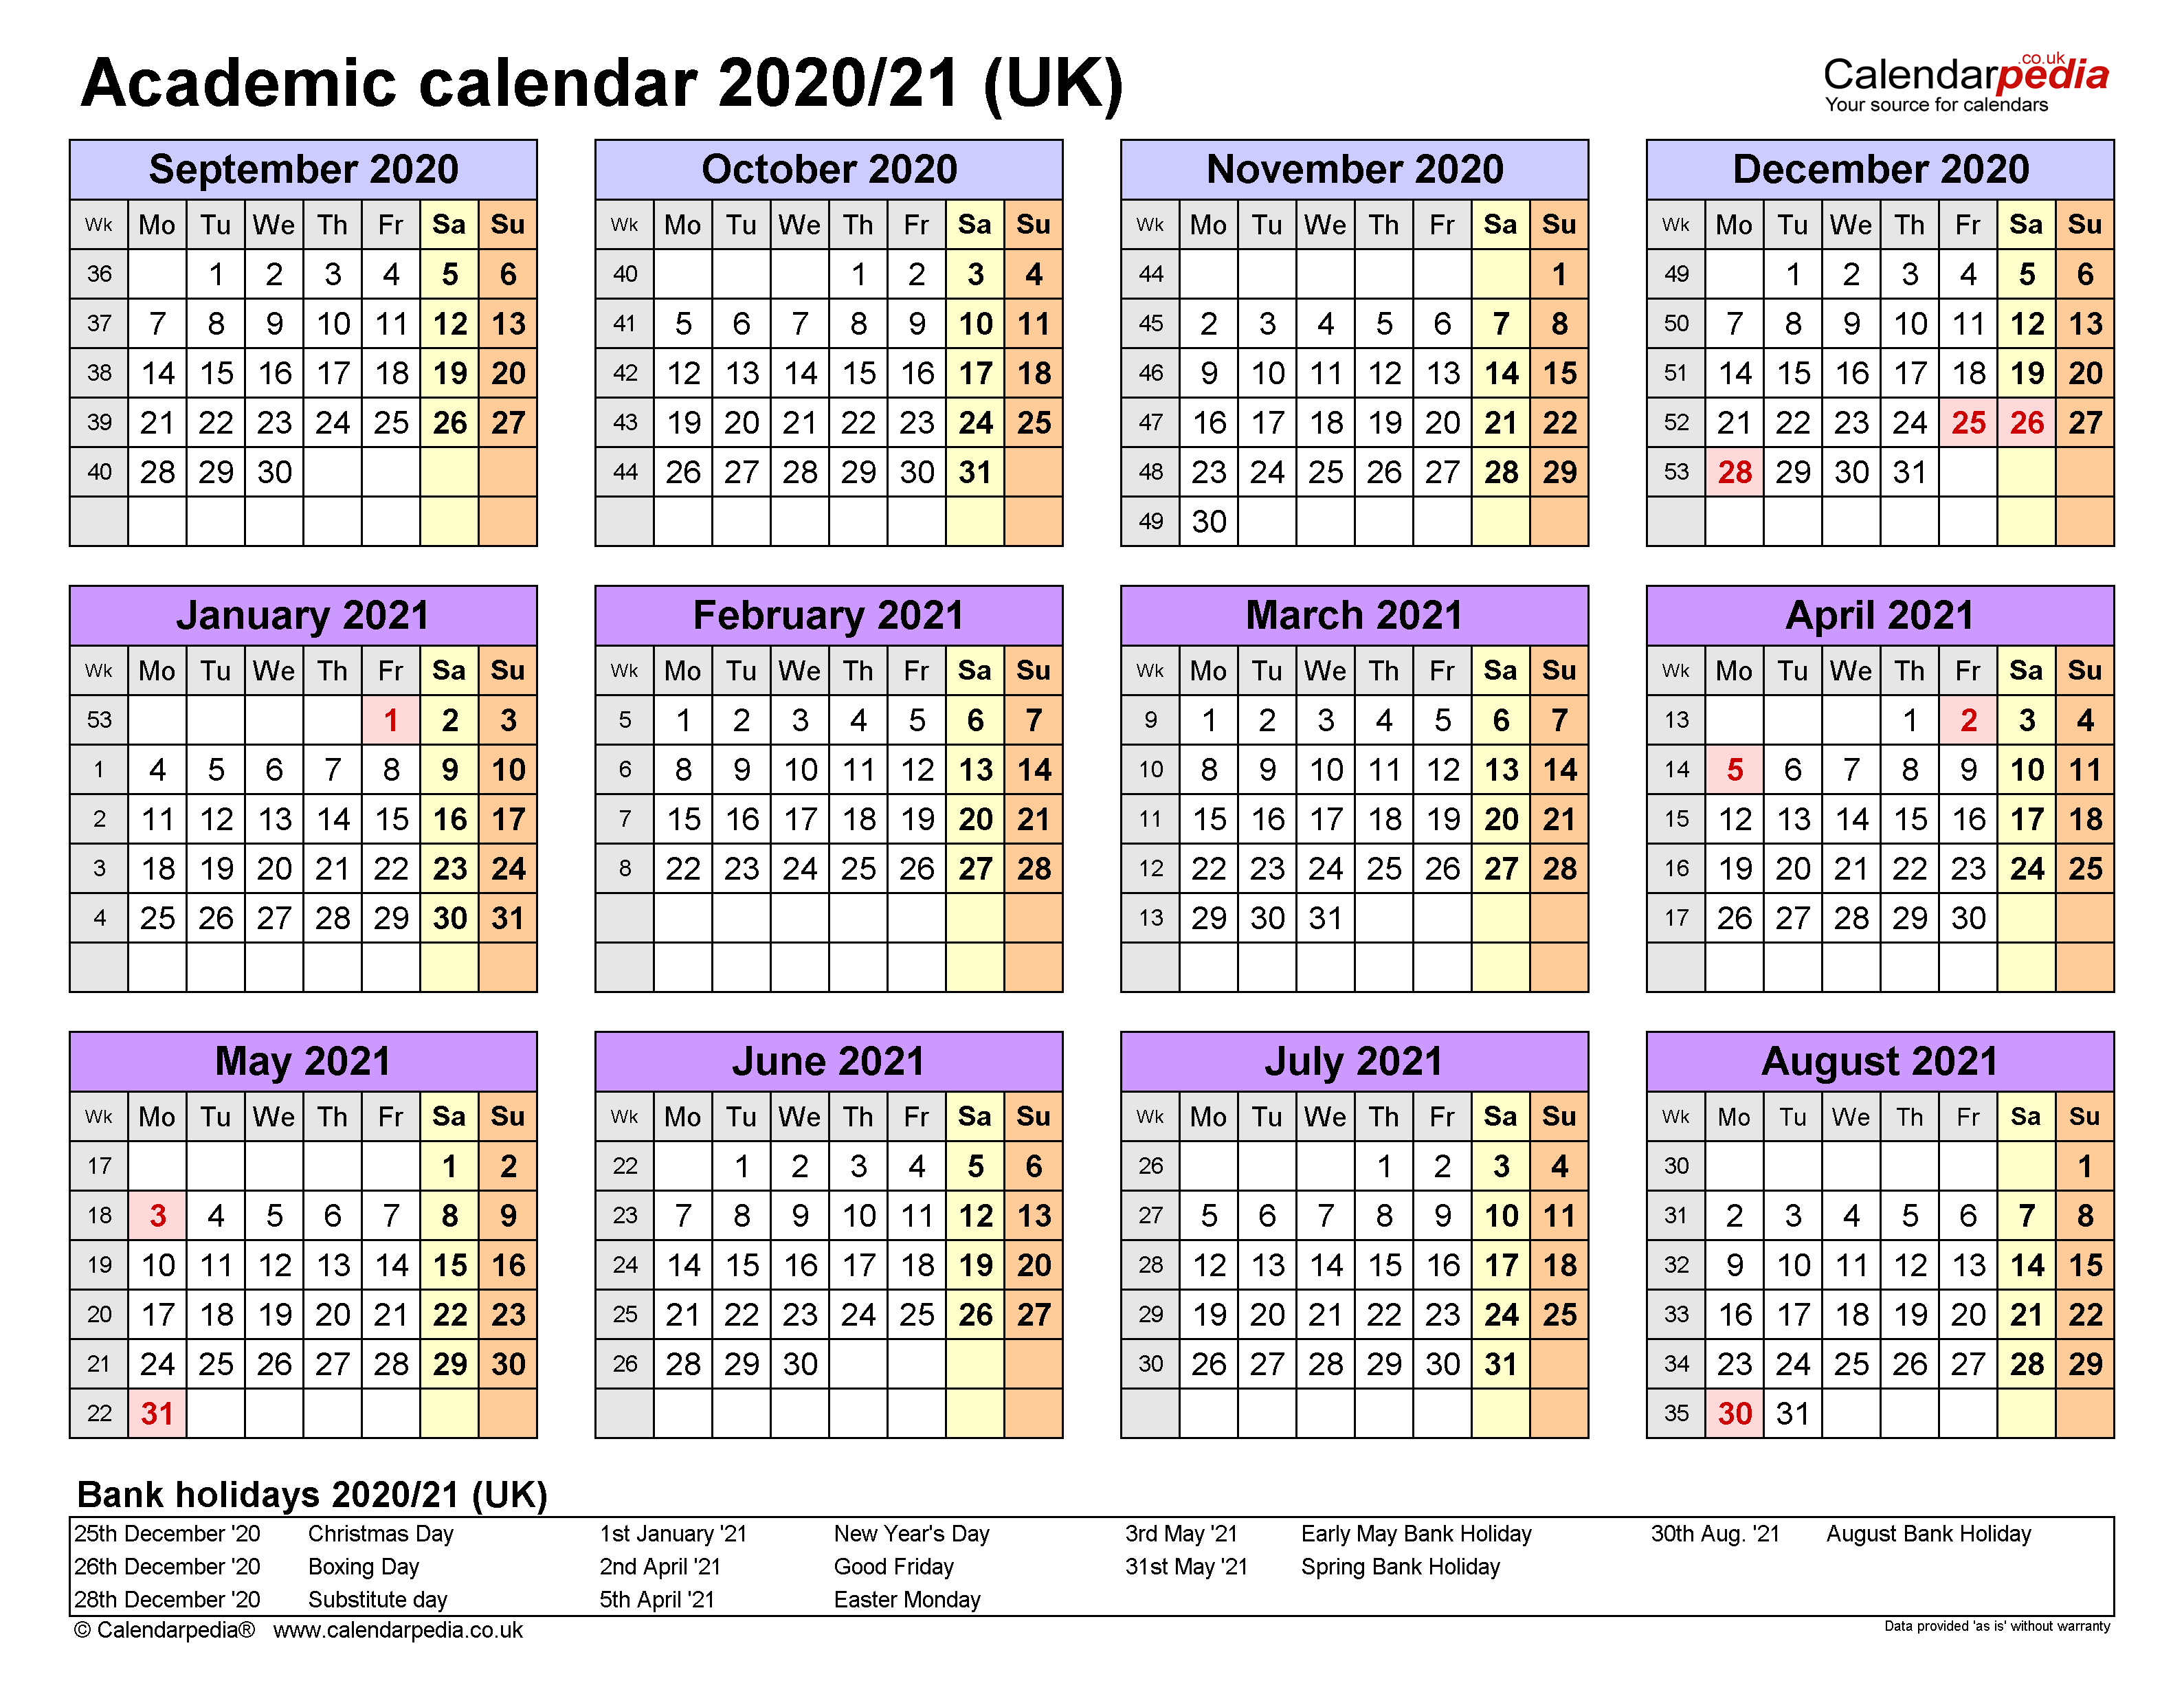 Academic calendar 2020/21 (UK)
Calendarpedia
.co.uk
Your source for calendars
September 2020
Wk Mo Tu We Th Fr Sa Su
36 1 2 3 4 5 6
37 7 8 9 10 11 12 13
38 14 15 16 17 18 19 20
39 21 22 23 24 25 26 27
40 28 29 30
October 2020
Wk Mo Tu We Th Fr Sa Su
40 1 2 3 4
41 5 6 7 8 9 10 11
42 12 13 14 15 16 17 18
43 19 20 21 22 23 24 25
44 26 27 28 29 30 31
November 2020
Wk Mo Tu We Th Fr Sa Su
44 1
45 2 3 4 5 6 7 8
46 9 10 11 12 13 14 15
47 16 17 18 19 20 21 22
48 23 24 25 26 27 28 29
49 30
December 2020
Wk Mo Tu We Th Fr Sa Su
49 1 2 3 4 5 6
50 7 8 9 10 11 12 13
51 14 15 16 17 18 19 20
52 21 22 23 24 25 26 27
53 28 29 30 31
January 2021
Wk Mo Tu We Th Fr Sa Su
53 1 2 3
1 4 5 6 7 8 9 10
2 11 12 13 14 15 16 17
3 18 19 20 21 22 23 24
4 25 26 27 28 29 30 31
February 2021
Wk Mo Tu We Th Fr Sa Su
5 1 2 3 4 5 6 7
6 8 9 10 11 12 13 14
7 15 16 17 18 19 20 21
8 22 23 24 25 26 27 28
March 2021
Wk Mo Tu We Th Fr Sa Su
9 1 2 3 4 5 6 7
10 8 9 10 11 12 13 14
11 15 16 17 18 19 20 21
12 22 23 24 25 26 27 28
13 29 30 31
April 2021
Wk Mo Tu We Th Fr Sa Su
13 1 2 3 4
14 5 6 7 8 9 10 11
15 12 13 14 15 16 17 18
16 19 20 21 22 23 24 25
17 26 27 28 29 30
May 2021
Wk Mo Tu We Th Fr Sa Su
17 1 2
18 3 4 5 6 7 8 9
19 10 11 12 13 14 15 16
20 17 18 19 20 21 22 23
21 24 25 26 27 28 29 30
22 31
June 2021
Wk Mo Tu We Th Fr Sa Su
22 1 2 3 4 5 6
23 7 8 9 10 11 12 13
24 14 15 16 17 18 19 20
25 21 22 23 24 25 26 27
26 28 29 30
July 2021
Wk Mo Tu We Th Fr Sa Su
26 1 2 3 4
27 5 6 7 8 9 10 11
28 12 13 14 15 16 17 18
29 19 20 21 22 23 24 25
30 26 27 28 29 30 31
August 2021
Wk Mo Tu We Th Fr Sa Su
30 1
31 2 3 4 5 6 7 8
32 9 10 11 12 13 14 15
33 16 17 18 19 20 21 22
34 23 24 25 26 27 28 29
35 30 31
Bank holidays 2020/21 (UK)
25th December '20 Christmas Day 1st January '21 New Year's Day 3rd May '21 Early May Bank Holiday 30th Aug. '21 August Bank Holiday
26th December '20 Boxing Day 2nd April '21 Good Friday 31st May '21 Spring Bank Holiday
28th December '20 Substitute day 5th April '21 Easter Monday
© Calendarpedia® www.calendarpedia.co.uk Data provided 'as is' without warranty